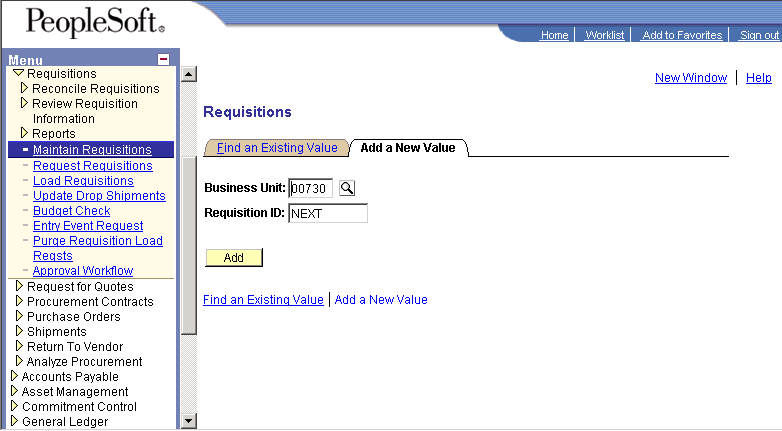 PeopleSoft®
Home | Worklist | Add to Favorites | Sign out
Menu
Requisitions
Reconcile Requisitions
Review Requisition
Information
Reports
Maintain Requisitions
Request Requisitions
Load Requisitions
Update Drop Shipments
Budget Check
Entry Event Request
Purge Requisition Load
Reqsts
Approval Workflow
Request for Quotes
Procurement Contracts
Purchase Orders
Shipments
Return To Vendor
Analyze Procurement
Accounts Payable
Asset Management
Commitment Control
General Ledger
New Window | Help
Requisitions
Find an Existing Value Add a New Value
Business Unit: 00730
Requisition ID: NEXT
Add
Find an Existing Value | Add a New Value